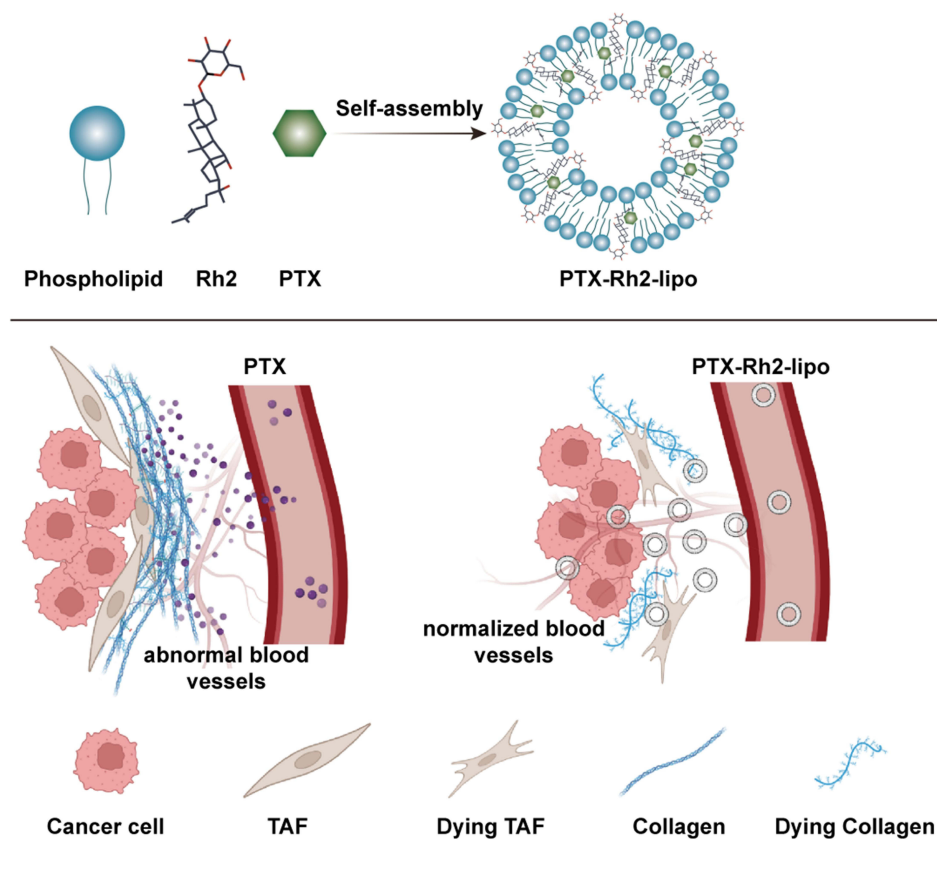 Self-assembly
Phospholipid
Rh2
PTX
PTX-Rh2-lipo
PTX
PTX-Rh2-lipo
abnormal blood
vessels
normalized blood
vessels
Cancer cell
TAF
Dying TAF
Collagen
Dying Collagen